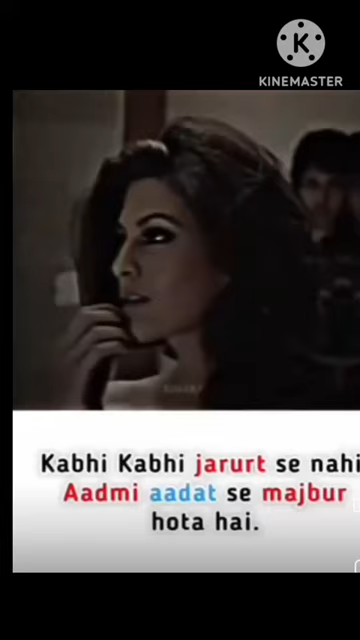 K
KINEMASTER
Kabhi Kabhi jarurt se nahi
Aadmi aadat se majbur
hota hai.